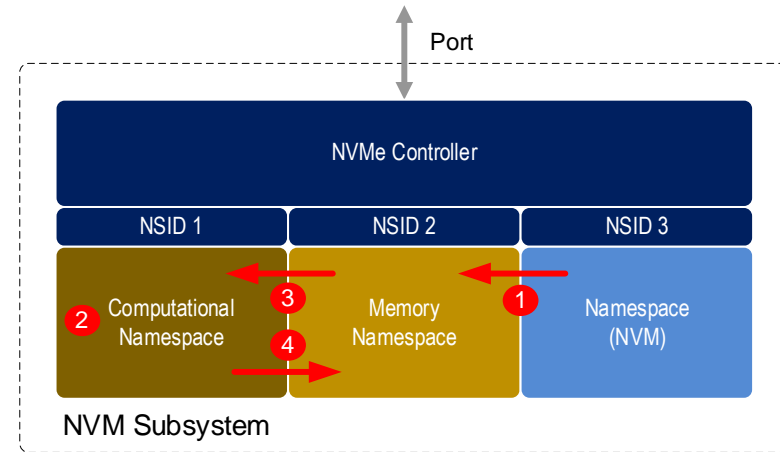 Port
NVMe Controller
NSID 1
NSID 2
NSID 3
2
Computational
Namespace
3
4
Memory
Namespace
1
Namespace
(NVM)
NVM Subsystem